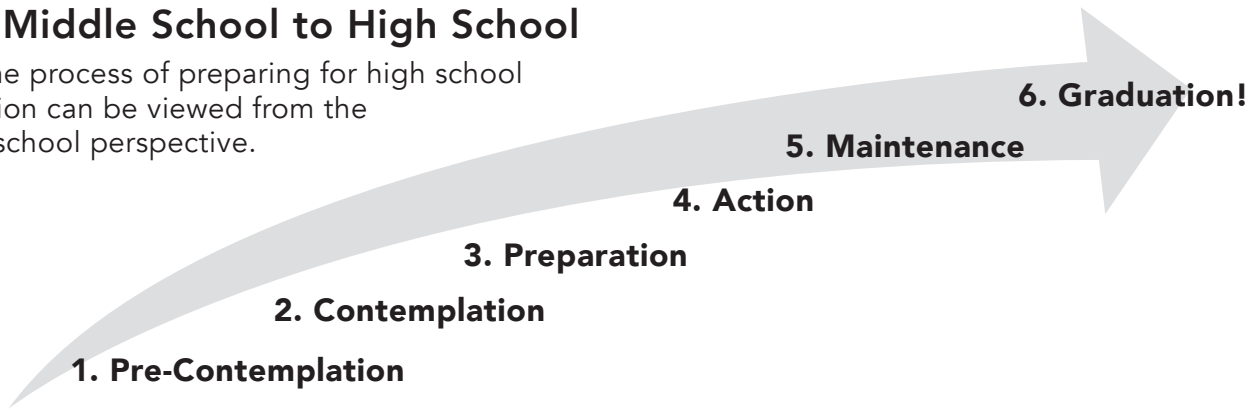 Middle School to High School
process of preparing for high school
can be viewed from the
school perspective.
6. Graduation!
5. Maintenance
4. Action
3. Preparation
2. Contemplation
1. Pre-Contemplation